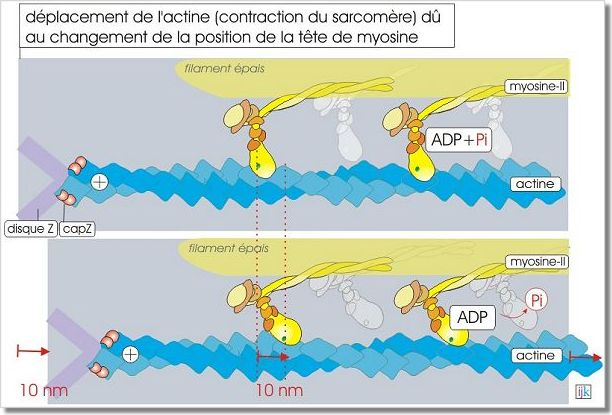 déplacement de l'actine (contraction du sarcomère) dû
au changement de la position de la tête de myosine
filament épais
myosine-II
ADP+Pi
+
actine
disque Z
capZ
filament épais
myosine-II
Pi
ADP
+
actine
10 nm
10 nm
ijk